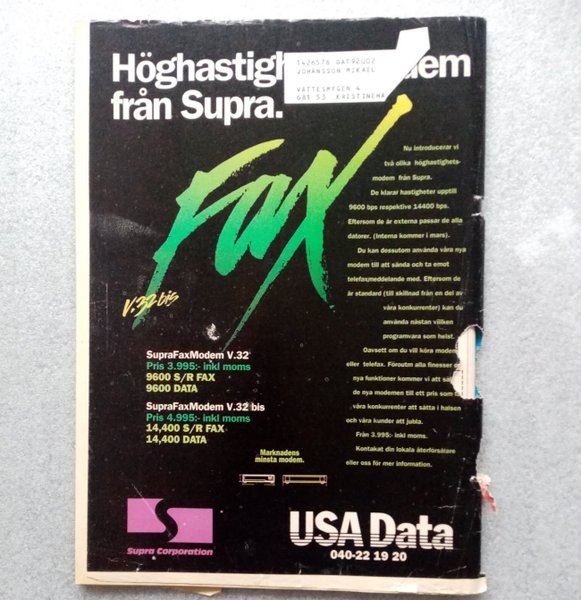 Höghastigh dem
från Supra.
1426576 DAT92002
JOHANSSON MIKAEL
VATTESMYGEN 4
681 53 KRISTINEHA
Fax
V.32 bis
Nu introducerar vi
två olika höghastighets-
modem från Supra.
De klarar hastigheter upptill
9600 bps respektive 14400 bps.
Eftersom de är externa passar de alla
datorer. (Interna kommer i mars).
Du kan dessutom använda våra nya
modem till att sända och ta emot
telefaxmeddelande med. Eftersom de
är standard (till skillnad från en del av
våra konkurrenter) kan du
använda nästan vilken
programvara som helst.
Oavsett om du vill köra modem
eller telefax. Förutom alla finesser o
nya funktioner kommer vi att sä
de nya modemen till ett pris som
våra konkurrenter att sätta i halsen
och våra kunder att jubla.
Från 3.995:- inkl moms.
Kontakat din lokala återförsäljare
eller oss för mer information.
SupraFaxModem V.32
Pris 3.995:- inkl moms
9600 S/R FAX
9600 DATA
SupraFaxModem V.32 bis
Pris 4.995:- inkl moms
14,400 S/R FAX
14,400 DATA
Marknadens
minsta modem.
Supra Corporation
USA Data
040-22 19 20